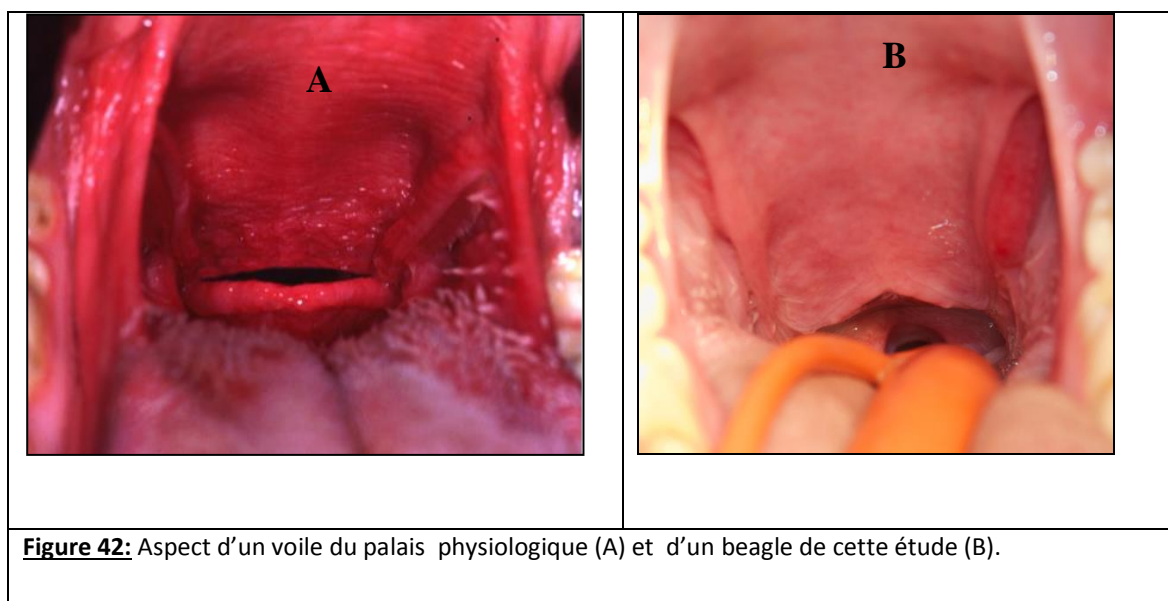 A
B
Figure 42: Aspect d'un voile du palais physiologique (A) et d'un beagle de cette étude (B).